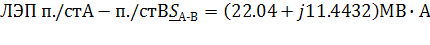 ЛЭП п./стА − п./стВS_A-B = (22.04 + j11.4432)МВ · А